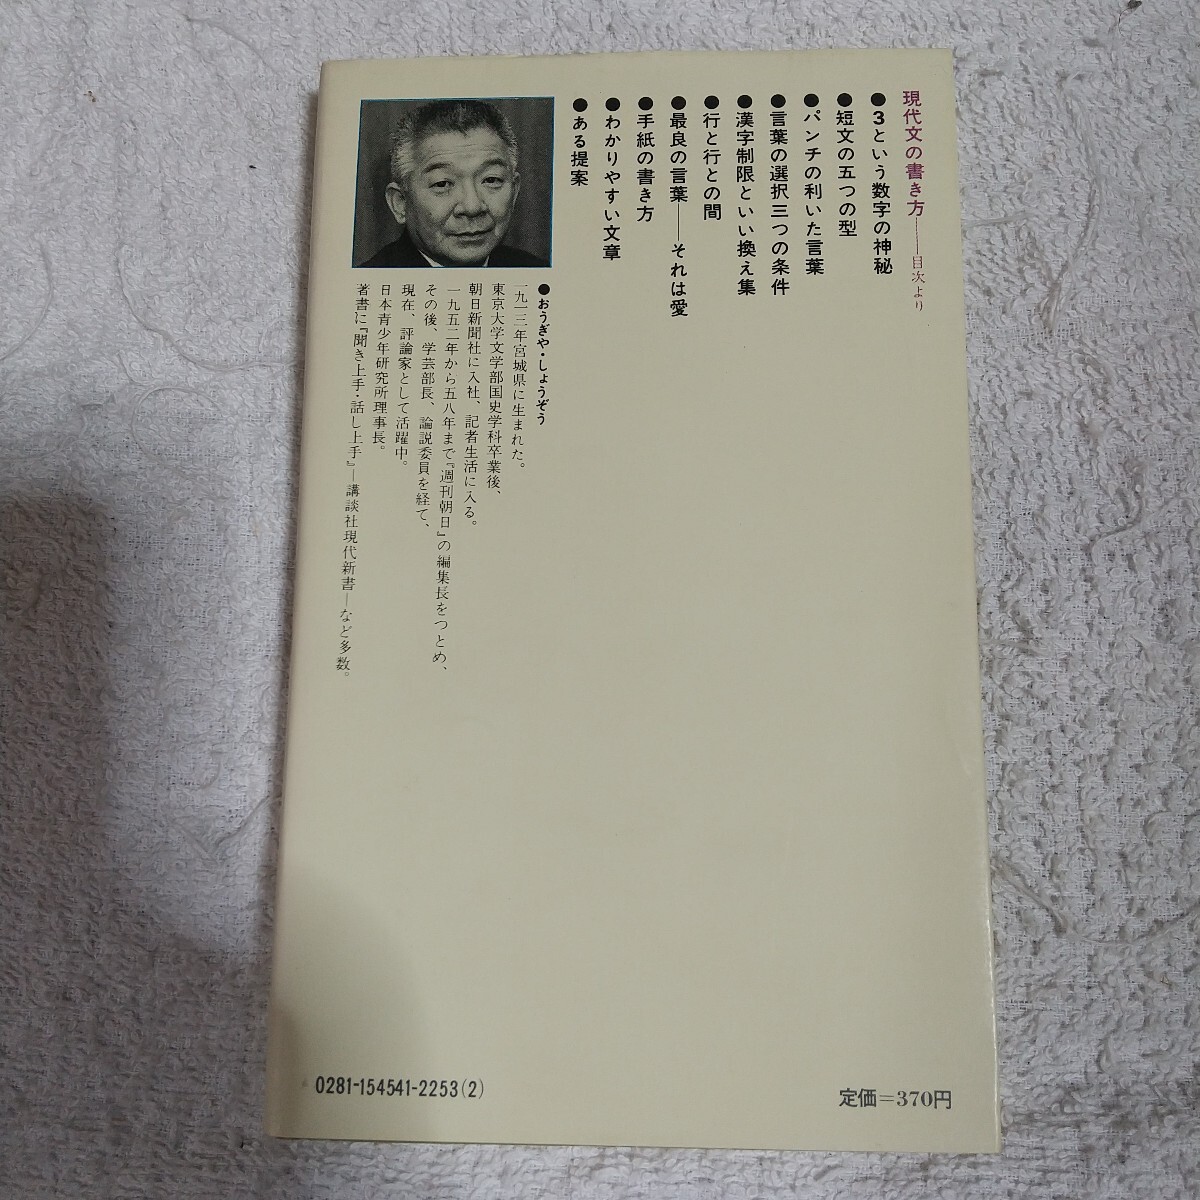 現代文の書き方——目次より
●3という数字の神秘
●短文の五つの型
●パンチの利いた言葉
●言葉の選択三つの条件
●漢字制限といい換え集
●行と行との間
●最良の言葉——それは愛
●手紙の書き方
●わかりやすい文章
●ある提案
●おうぎや・しょうぞう
一九一三年宮城県に生まれた。
東京大学文学部国史学科卒業後、
朝日新聞社に入社、記者生活に入る。
一九五二年から五八年まで『週刊朝日』の編集長をつとめ、
その後、学芸部長、論説委員を経て、
現在、評論家として活躍中。
日本青少年研究所理事長。
著書に『聞き上手・話し上手』—講談社現代新書—など多数。
0281-154541-2253(2)
定価=370円